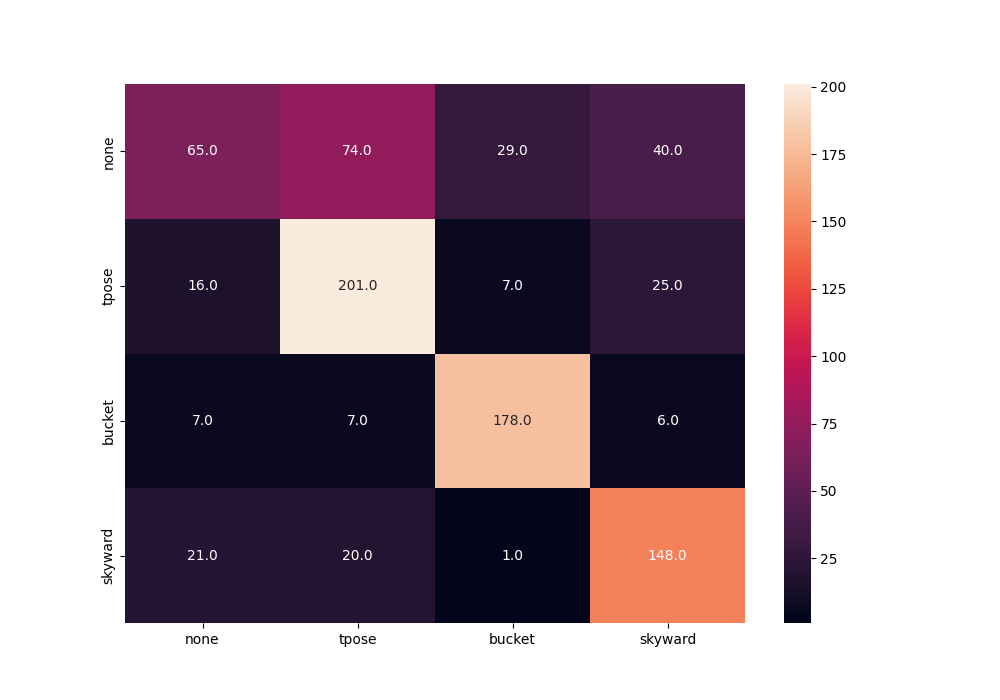 none 65.0 74.0 29.0 40.0
tpose 16.0 201.0 7.0 25.0
bucket 7.0 7.0 178.0 6.0
skyward 21.0 20.0 1.0 148.0
none tpose bucket skyward
200
175
150
125
100
75
50
25